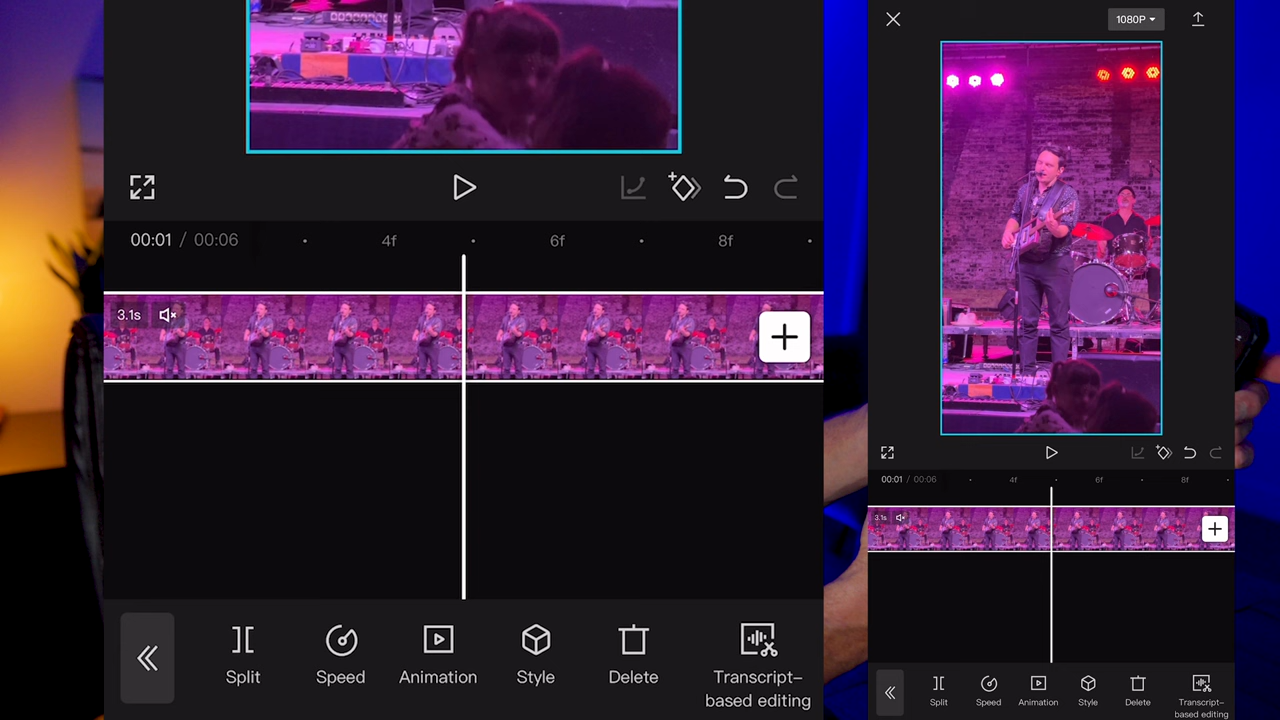 00:01 / 00:06
4f
6f
8f
3.1s
Split
Speed
Animation
Style
Delete
Transcript-
based editing
1080P
00:01 / 00:06
4f
6f
8f
3.1s
Split
Speed
Animation
Style
Delete
Transcript-
based editing